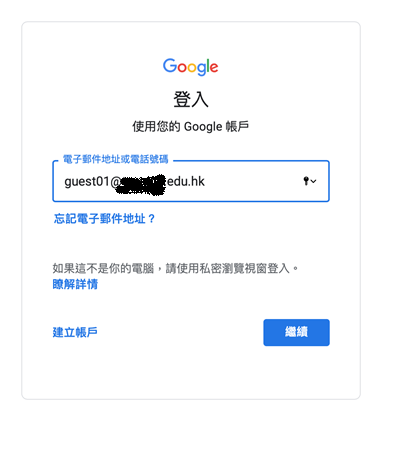 Google
登入
使用您的 Google 帳戶
電子郵件地址或電話號碼
guest01@ edu.hk
忘記電子郵件地址？
如果這不是你的電腦，請使用私密瀏覽視窗登入。
瞭解詳情
建立帳戶
繼續